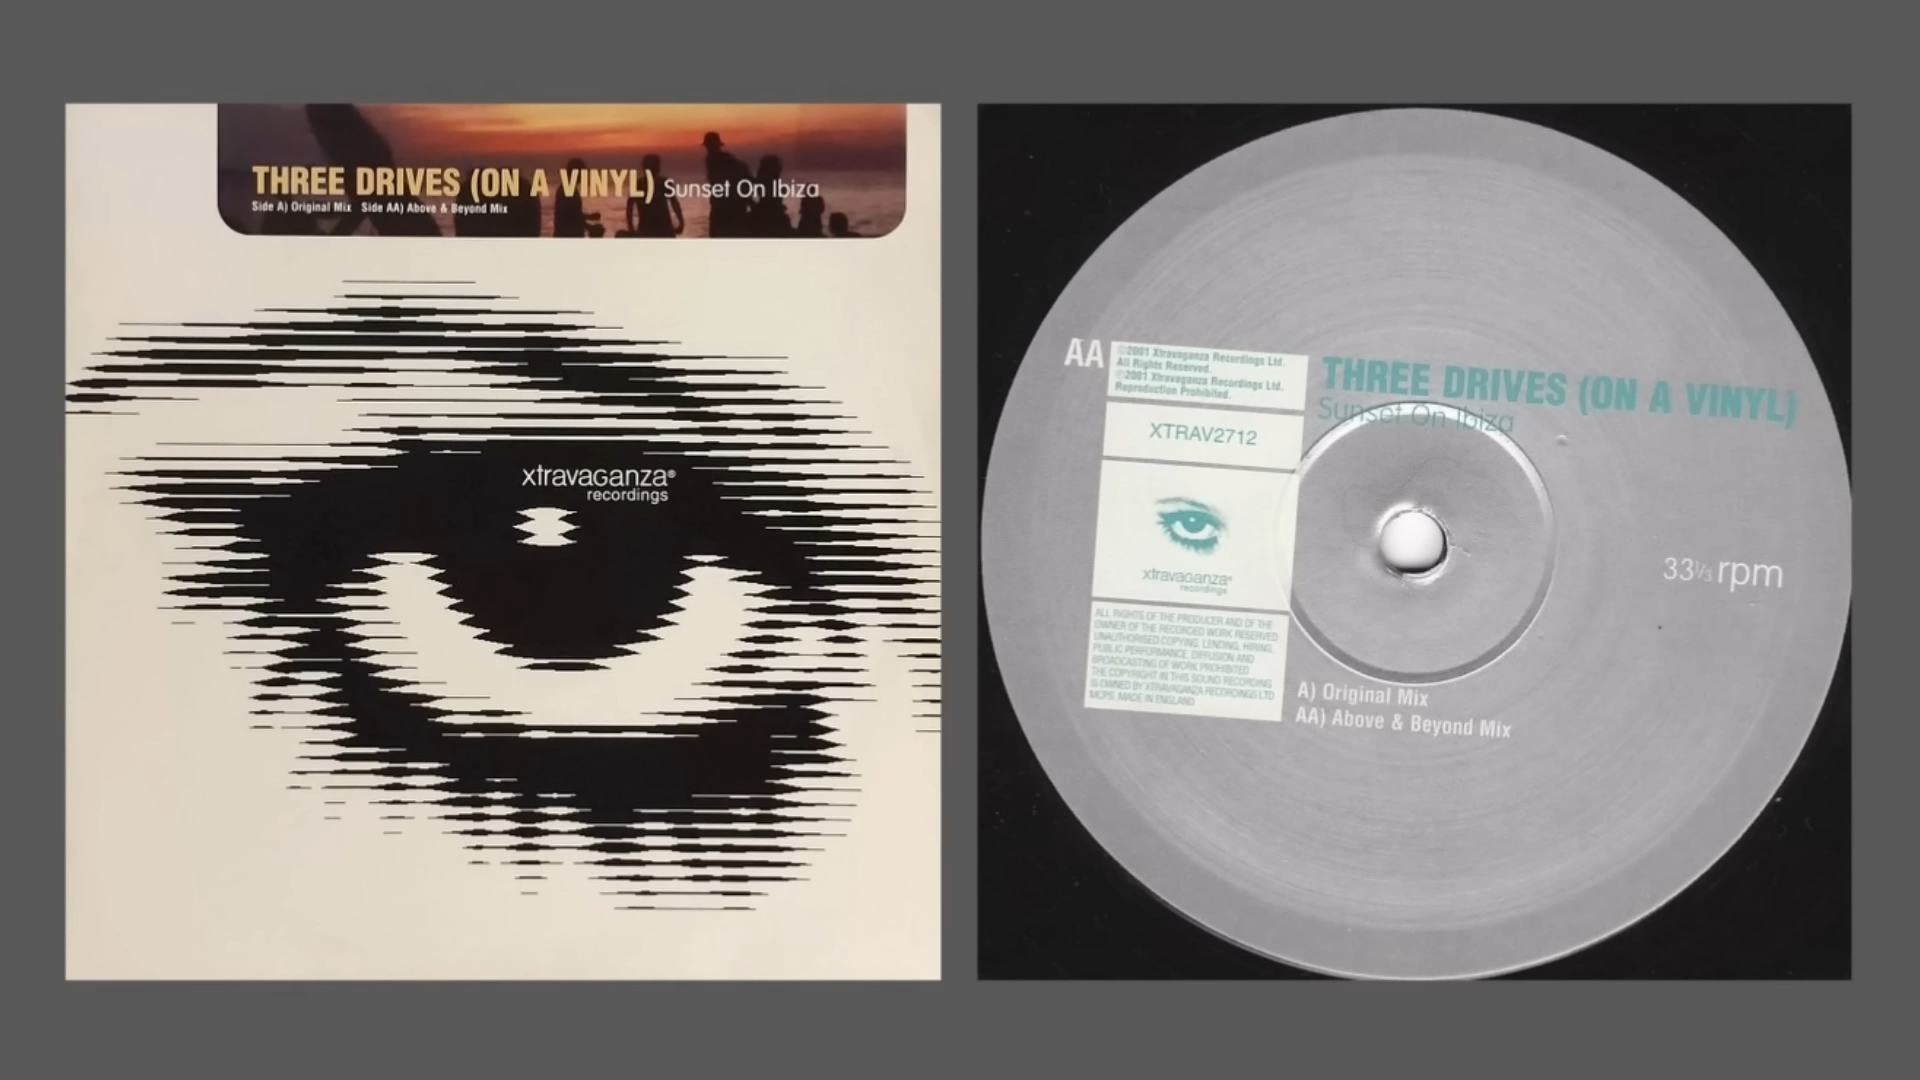 THREE DRIVES (ON A VINYL) Sunset On Ibiza
Side A) Original Mix Side AA) Above & Beyond Mix
xtravaganza®
recordings
AA
℗2001 Xtravaganza Recordings Ltd.
All Rights Reserved.
©2001 Xtravaganza Recordings Ltd.
Reproduction Prohibited.
XTRAV2712
xtravaganza®
recordings
ALL RIGHTS OF THE PRODUCER AND OF THE
OWNER OF THE RECORDED WORK RESERVED
UNAUTHORISED COPYING, LENDING, HIRING,
PUBLIC PERFORMANCE, DIFFUSION AND
BROADCASTING OF WORK PROHIBITED
THE COPYRIGHT IN THIS SOUND RECORDING
IS OWNED BY XTRAVAGANZA RECORDINGS LTD
MCPS. MADE IN ENGLAND
THREE DRIVES (ON A VINYL)
Sunset On Ibiza
33⅓ rpm
A) Original Mix
AA) Above & Beyond Mix